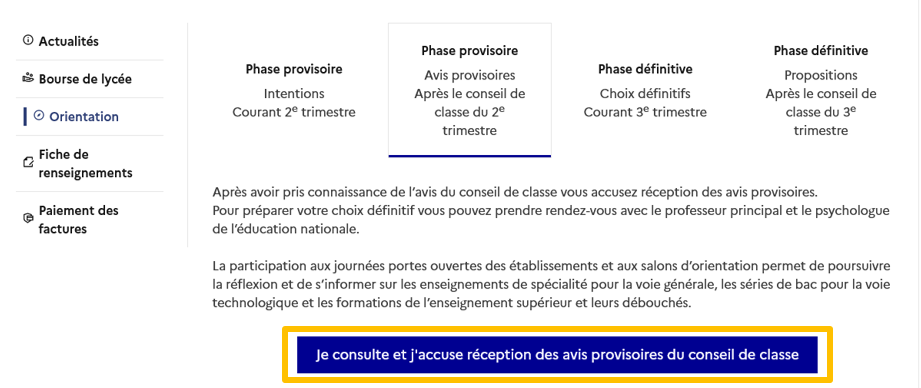 Actualités
Bourse de lycée
Orientation
Fiche de
renseignements
Paiement des
factures
Phase provisoire
Intentions
Courant 2e trimestre
Phase provisoire
Avis provisoires
Après le conseil de
classe du 2e
trimestre
Phase définitive
Choix définitifs
Courant 3e trimestre
Phase définitive
Propositions
Après le conseil de
classe du 3e
trimestre
Après avoir pris connaissance de l’avis du conseil de classe vous accusez réception des avis provisoires.
Pour préparer votre choix définitif vous pouvez prendre rendez-vous avec le professeur principal et le psychologue
de l’éducation nationale.
La participation aux journées portes ouvertes des établissements et aux salons d’orientation permet de poursuivre
la réflexion et de s’informer sur les enseignements de spécialité pour la voie générale, les séries de bac pour la voie
technologique et les formations de l’enseignement supérieur et leurs débouchés.
Je consulte et j'accuse réception des avis provisoires du conseil de classe